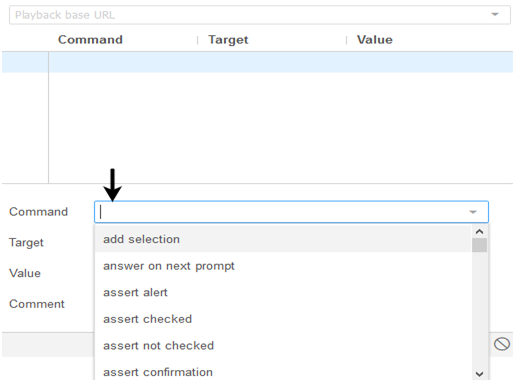 Playback base URL
Command Target Value
Command
add selection
Target
answer on next prompt
Value
assert alert
Comment
assert checked
assert not checked
assert confirmation